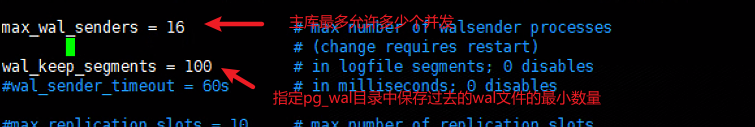 max_wal_senders = 16 # max number of walsender processes
主库最多允许多少个并发
# (change requires restart)
wal_keep_segments = 100 # in logfile segments; 0 disables
#wal_sender_timeout = 60s # in milliseconds; 0 disables
指定pg_wal目录中保存过去的wal文件的最小数量
#max_replication_slots = 10 # max number of replication slots